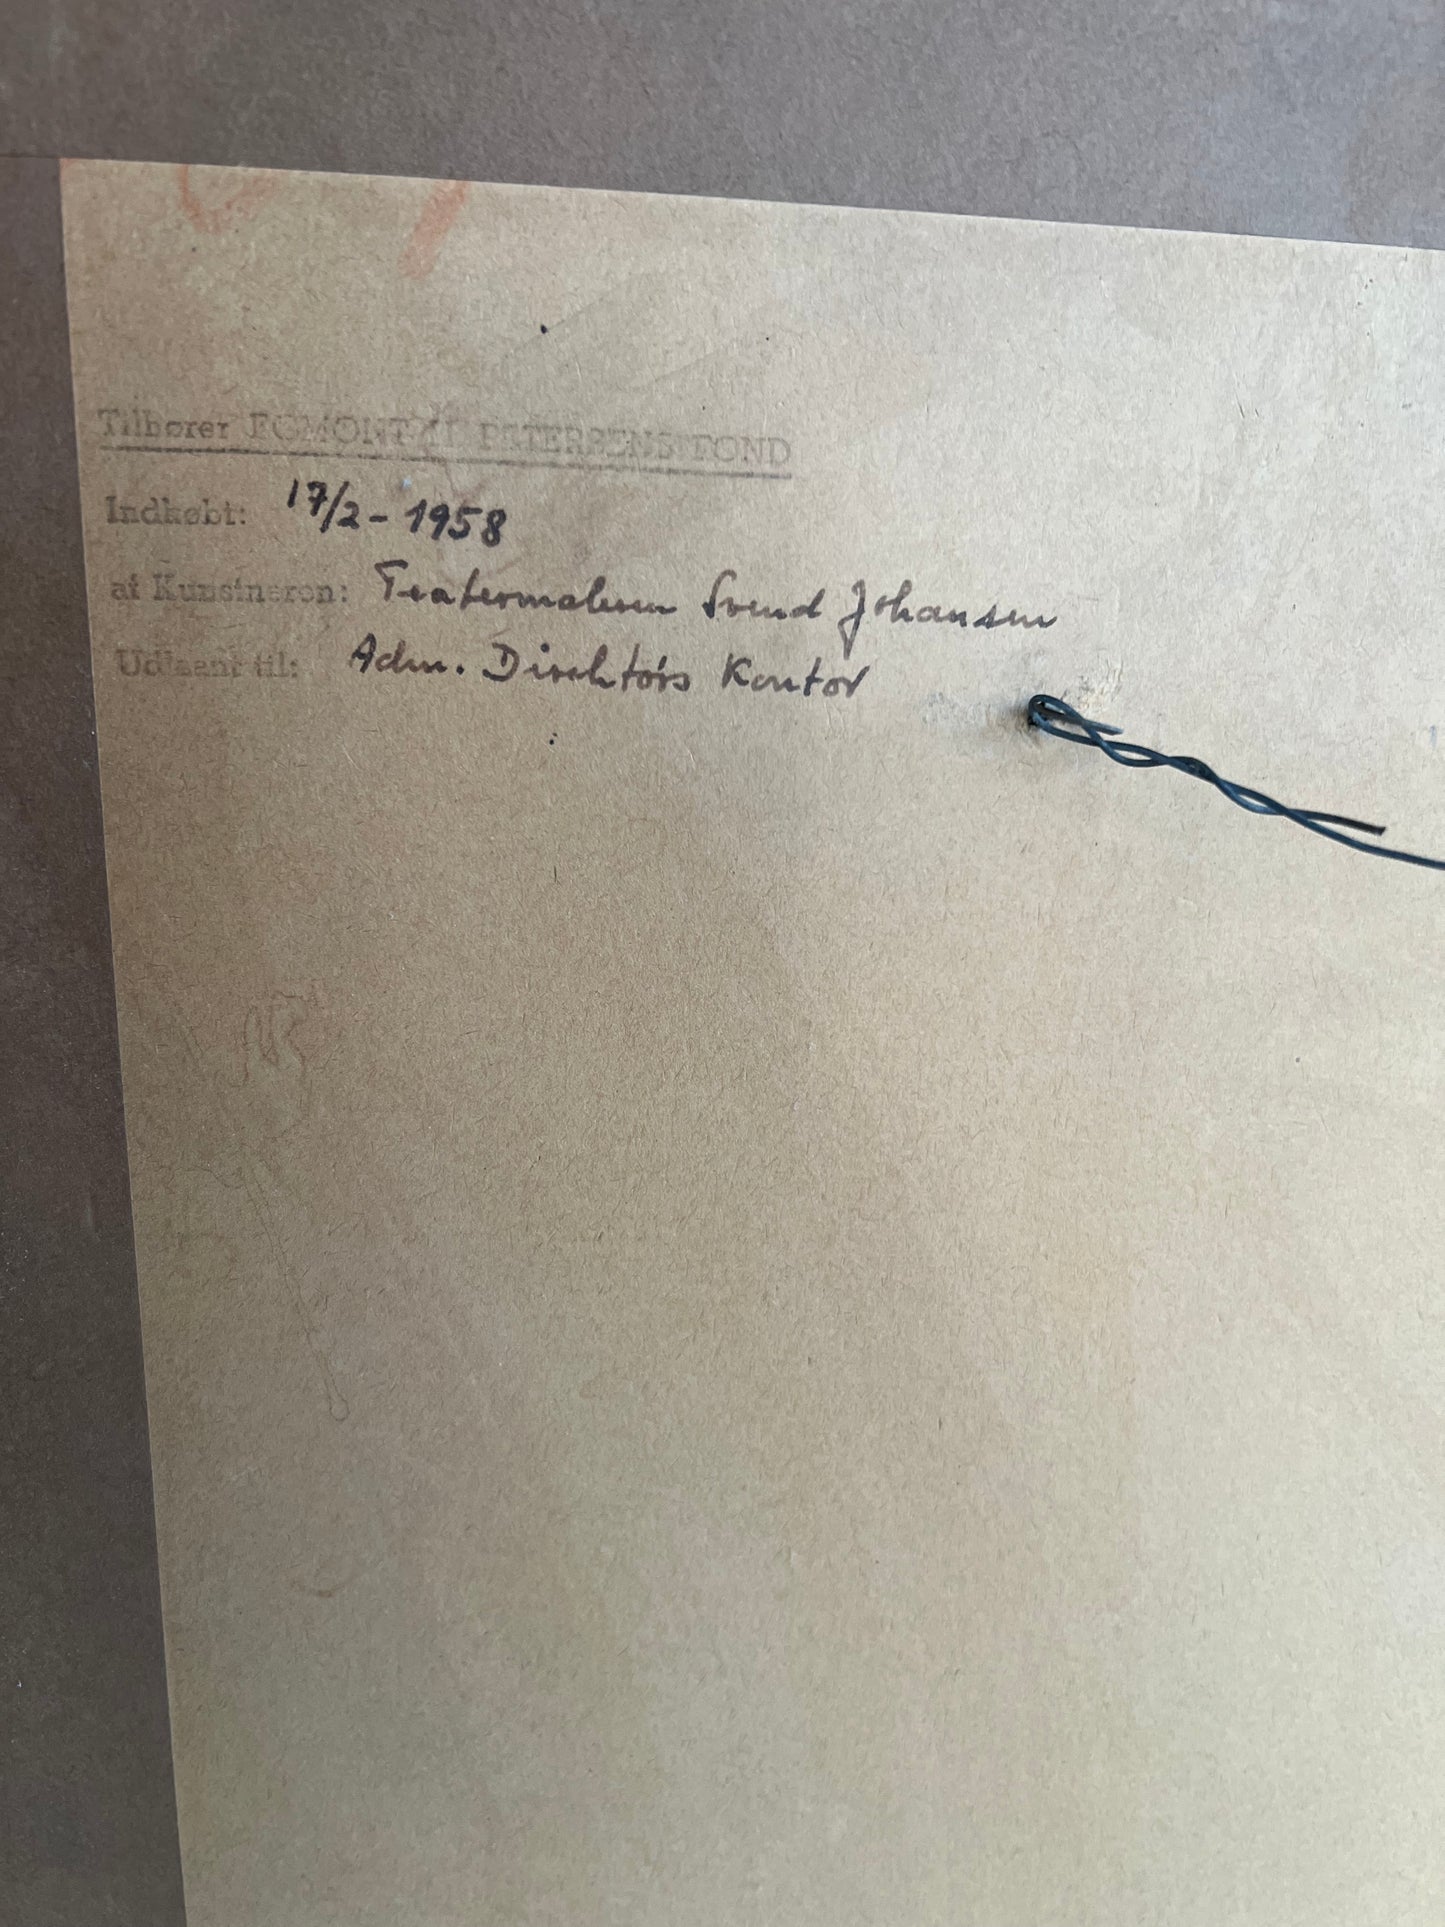 Tilhører EGMONT H PETERSENS FOND
Indkøbt: 17/2 - 1958
af Kunstneren: Teatermaleren Svend Johansen
Udlaant til: Adm. Direktørs Kontor